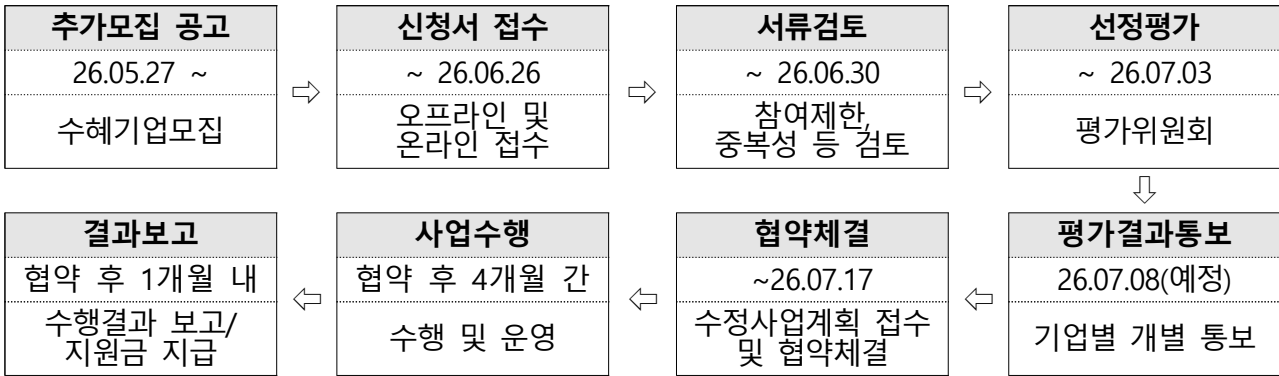 추가모집 공고
26.05.27 ~
수혜기업모집
신청서 접수
~ 26.06.26
오프라인 및
온라인 접수
서류검토
~ 26.06.30
참여제한,
중복성 등 검토
선정평가
~ 26.07.03
평가위원회
평가결과통보
26.07.08(예정)
기업별 개별 통보
협약체결
~26.07.17
수정사업계획 접수
및 협약체결
사업수행
협약 후 4개월 간
수행 및 운영
결과보고
협약 후 1개월 내
수행결과 보고/
지원금 지급